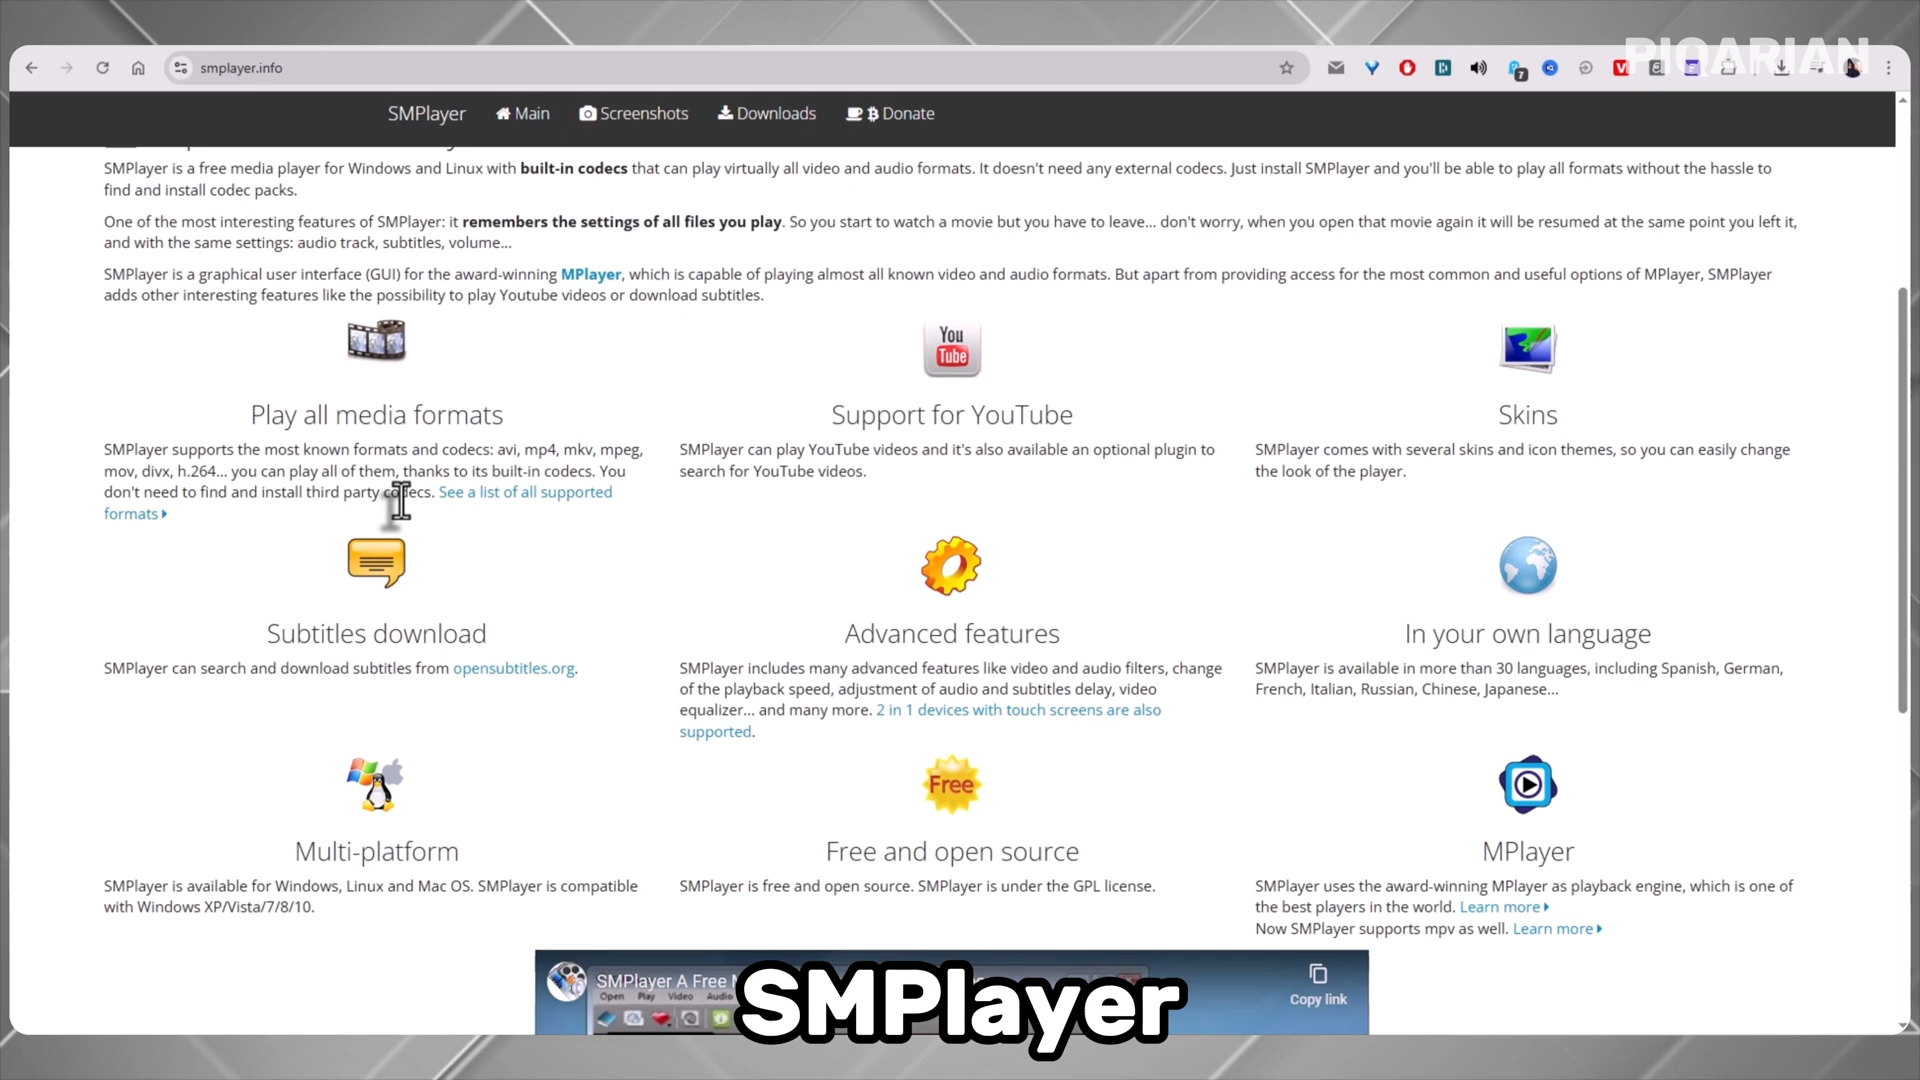 PIQARIAN
smplayer.info
7
SMPlayer Main Screenshots Downloads Donate
SMPlayer is a free media player for Windows and Linux with built-in codecs that can play virtually all video and audio formats. It doesn't need any external codecs. Just install SMPlayer and you'll be able to play all formats without the hassle to
find and install codec packs.
One of the most interesting features of SMPlayer: it remembers the settings of all files you play. So you start to watch a movie but you have to leave... don't worry, when you open that movie again it will be resumed at the same point you left it,
and with the same settings: audio track, subtitles, volume...
SMPlayer is a graphical user interface (GUI) for the award-winning MPlayer, which is capable of playing almost all known video and audio formats. But apart from providing access for the most common and useful options of MPlayer, SMPlayer
adds other interesting features like the possibility to play Youtube videos or download subtitles.
You
Tube
Play all media formats
SMPlayer supports the most known formats and codecs: avi, mp4, mkv, mpeg,
mov, divx, h.264... you can play all of them, thanks to its built-in codecs. You
don't need to find and install third party codecs. See a list of all supported
formats
Support for YouTube
SMPlayer can play YouTube videos and it's also available an optional plugin to
search for YouTube videos.
Skins
SMPlayer comes with several skins and icon themes, so you can easily change
the look of the player.
Subtitles download
SMPlayer can search and download subtitles from opensubtitles.org.
Advanced features
SMPlayer includes many advanced features like video and audio filters, change
of the playback speed, adjustment of audio and subtitles delay, video
equalizer... and many more. 2 in 1 devices with touch screens are also
supported.
In your own language
SMPlayer is available in more than 30 languages, including Spanish, German,
French, Italian, Russian, Chinese, Japanese...
Multi-platform
SMPlayer is available for Windows, Linux and Mac OS. SMPlayer is compatible
with Windows XP/Vista/7/8/10.
Free
Free and open source
SMPlayer is free and open source. SMPlayer is under the GPL license.
MPlayer
SMPlayer uses the award-winning MPlayer as playback engine, which is one of
the best players in the world. Learn more
Now SMPlayer supports mpv as well. Learn more
SMPlayer A Free
Open Play Video Audio
Copy link
SMPlayer